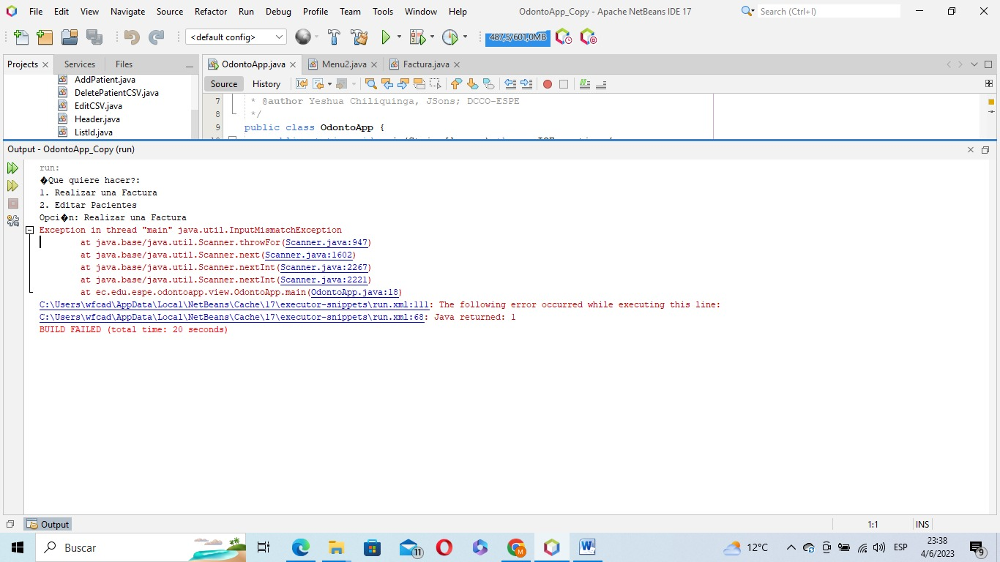 File Edit View Navigate Source Refactor Run Debug Profile Team Tools Window Help OdontoApp_Copy - Apache NetBeans IDE 17 Search (Ctrl+I)
<default config> 487,5/601,0MB
Projects Services Files OdontoApp.java Menu2.java Factura.java
AddPatient.java
DeletePatientCSV.java
EditCSV.java
Header.java
ListId.java
Source History
7 * @author Yeshua Chiliquinga, JSons; DCCO-ESPE
8 */
9 public class OdontoApp {
Output - OdontoApp_Copy (run)
run:
�Que quiere hacer?:
1. Realizar una Factura
2. Editar Pacientes
Opci�n: Realizar una Factura
Exception in thread "main" java.util.InputMismatchException
at java.base/java.util.Scanner.throwFor(Scanner.java:947)
at java.base/java.util.Scanner.next(Scanner.java:1602)
at java.base/java.util.Scanner.nextInt(Scanner.java:2267)
at java.base/java.util.Scanner.nextInt(Scanner.java:2221)
at ec.edu.espe.odontoapp.view.OdontoApp.main(OdontoApp.java:18)
C:\Users\wfcad\AppData\Local\NetBeans\Cache\17\executor-snippets\run.xml:111: The following error occurred while executing this line:
C:\Users\wfcad\AppData\Local\NetBeans\Cache\17\executor-snippets\run.xml:68: Java returned: 1
BUILD FAILED (total time: 20 seconds)
Output 1:1 INS
Buscar 11 M W 12°C ESP 23:38
4/6/2023 9